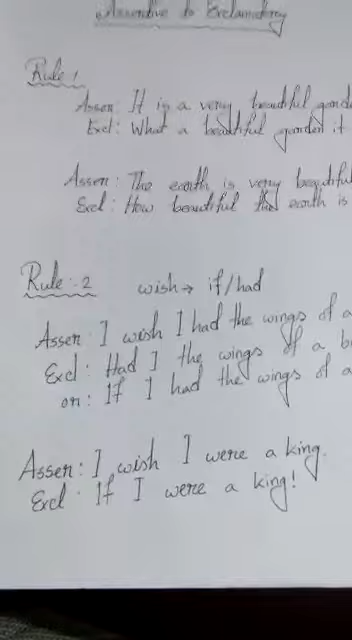 Assertive to Exclamatory
Rule 1
Asser: It is a very beautiful garde
Excl: What a beautiful garden it
Asser: The earth is very beautiful
Excl: How beautiful the earth is
Rule:-2 wish→ if/had
Asser: I wish I had the wings of a
Excl: Had I the wings of a b
or: If I had the wings of a
Asser: I wish I were a king.
Excl: If I were a king!